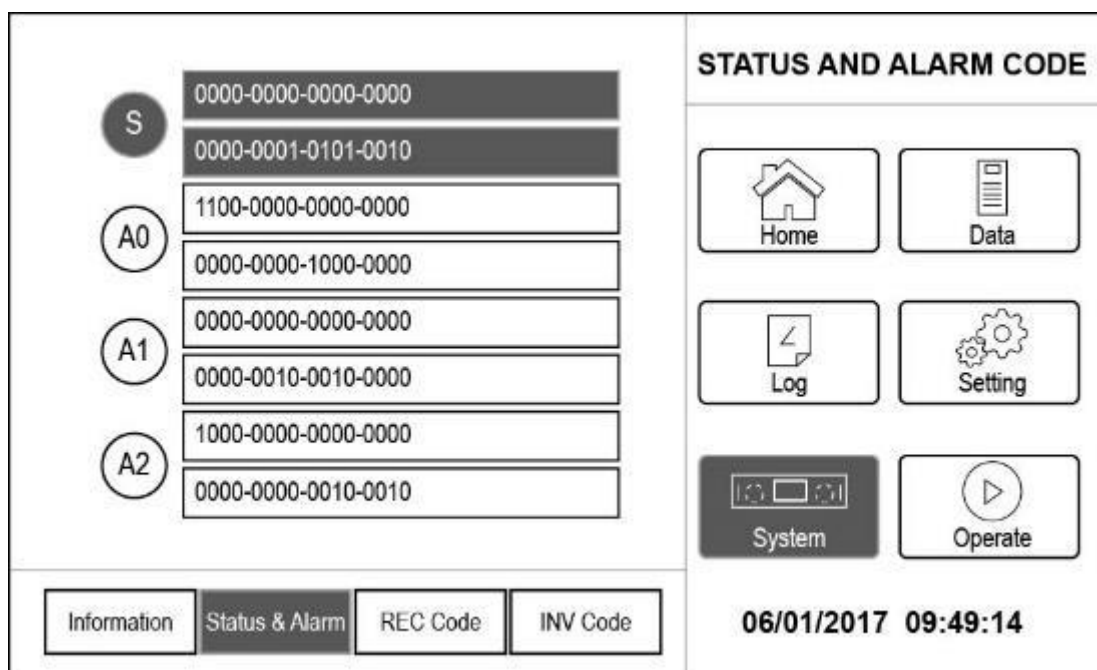 STATUS AND ALARM CODE
S
0000-0000-0000-0000
0000-0001-0101-0010
A0
1100-0000-0000-0000
0000-0000-1000-0000
A1
0000-0000-0000-0000
0000-0010-0010-0000
A2
1000-0000-0000-0000
0000-0000-0010-0010
Home
Data
Log
Setting
System
Operate
Information
Status & Alarm
REC Code
INV Code
06/01/2017 09:49:14